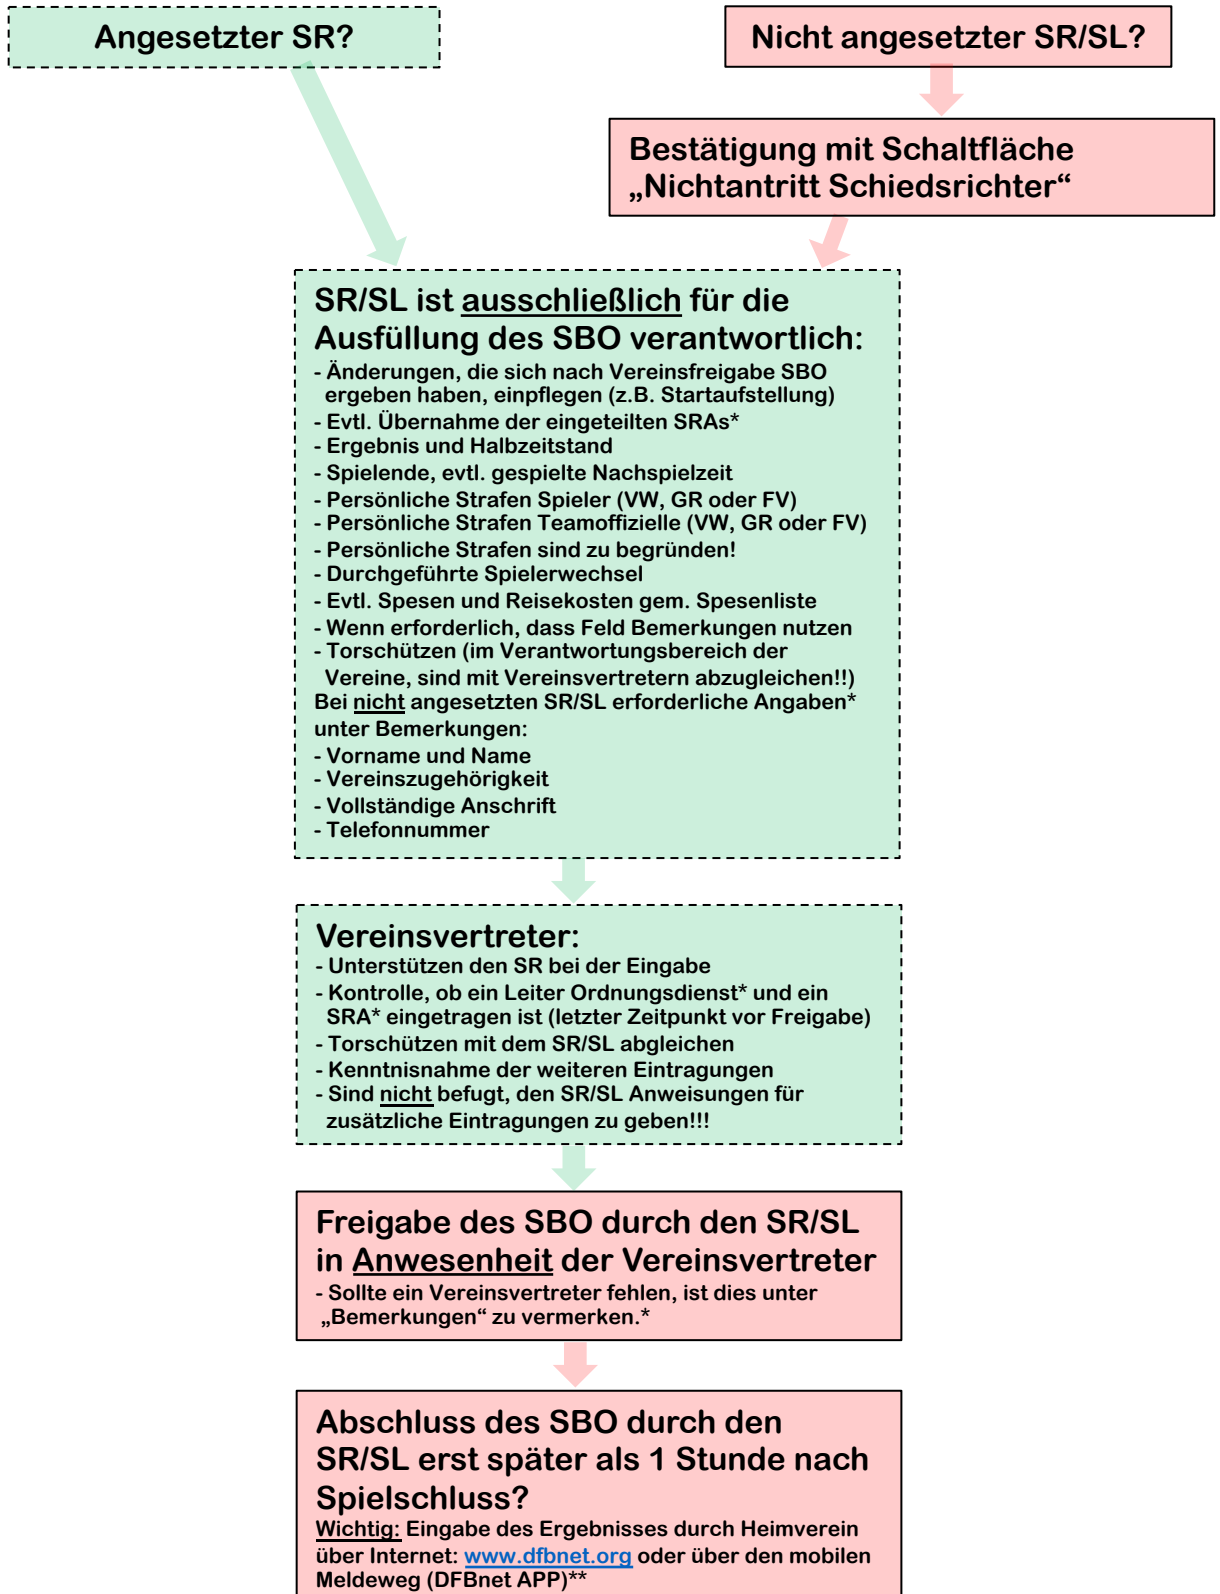 Angesetzter SR?
Nicht angesetzter SR/SL?
Bestätigung mit Schaltfläche
„Nichtantritt Schiedsrichter“
SR/SL ist ausschließlich für die
Ausfüllung des SBO verantwortlich:
- Änderungen, die sich nach Vereinsfreigabe SBO
ergeben haben, einpflegen (z.B. Startaufstellung)
- Evtl. Übernahme der eingeteilten SRAs*
- Ergebnis und Halbzeitstand
- Spielende, evtl. gespielte Nachspielzeit
- Persönliche Strafen Spieler (VW, GR oder FV)
- Persönliche Strafen Teamoffizielle (VW, GR oder FV)
- Persönliche Strafen sind zu begründen!
- Durchgeführte Spielerwechsel
- Evtl. Spesen und Reisekosten gem. Spesenliste
- Wenn erforderlich, dass Feld Bemerkungen nutzen
- Torschützen (im Verantwortungsbereich der
Vereine, sind mit Vereinsvertretern abzugleichen!!)
Bei nicht angesetzten SR/SL erforderliche Angaben*
unter Bemerkungen:
- Vorname und Name
- Vereinszugehörigkeit
- Vollständige Anschrift
- Telefonnummer
Vereinsvertreter:
- Unterstützen den SR bei der Eingabe
- Kontrolle, ob ein Leiter Ordnungsdienst* und ein
SRA* eingetragen ist (letzter Zeitpunkt vor Freigabe)
- Torschützen mit dem SR/SL abgleichen
- Kenntnisnahme der weiteren Eintragungen
- Sind nicht befugt, den SR/SL Anweisungen für
zusätzliche Eintragungen zu geben!!!
Freigabe des SBO durch den SR/SL
in Anwesenheit der Vereinsvertreter
- Sollte ein Vereinsvertreter fehlen, ist dies unter
„Bemerkungen“ zu vermerken.*
Abschluss des SBO durch den
SR/SL erst später als 1 Stunde nach
Spielschluss?
Wichtig: Eingabe des Ergebnisses durch Heimverein
über Internet: www.dfbnet.org oder über den mobilen
Meldeweg (DFBnet APP)**